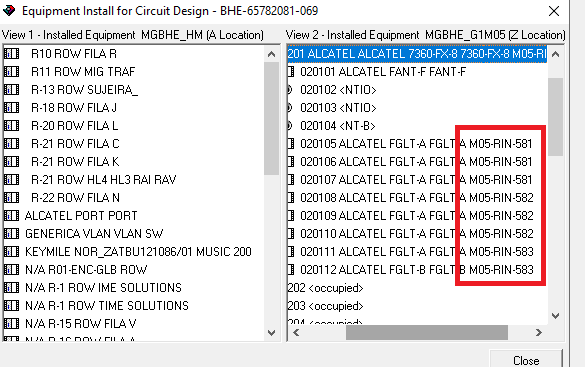 Equipment Install for Circuit Design - BHE-65782081-069
View 1 - Installed Equipment MGBHE_HM (A Location)
R10 ROW FILA R
R11 ROW MIG TRAF
R-13 ROW SUJEIRA_
R-18 ROW FILA J
R-20 ROW FILA L
R-21 ROW FILA C
R-21 ROW FILA K
R-21 ROW HL4 HL3 RAI RAV
R-22 ROW FILA N
ALCATEL PORT PORT
GENERICA VLAN VLAN SW
KEYMILE NOR_ZATBU121086/01 MUSIC 200
N/A R01-ENC-GLB ROW
N/A R-1 ROW IME SOLUTIONS
N/A R-1 ROW TIME SOLUTIONS
N/A R-15 ROW FILA V
N/A R-16 ROW FILA A
View 2 - Installed Equipment MGBHE_G1M05 (Z Location)
201 ALCATEL ALCATEL 7360-FX-8 7360-FX-8 M05-RI
020101 ALCATEL FANT-F FANT-F
020102 <NTIO>
020103 <NTIO>
020104 <NT-B>
020105 ALCATEL FGLT-A FGLT-A M05-RIN-581
020106 ALCATEL FGLT-A FGLT-A M05-RIN-581
020107 ALCATEL FGLT-A FGLT-A M05-RIN-581
020108 ALCATEL FGLT-A FGLT-A M05-RIN-582
020109 ALCATEL FGLT-A FGLT-A M05-RIN-582
020110 ALCATEL FGLT-A FGLT-A M05-RIN-582
020111 ALCATEL FGLT-A FGLT-A M05-RIN-583
020112 ALCATEL FGLT-B FGLT-B M05-RIN-583
202 <occupied>
203 <occupied>
204 <occupied>
Close